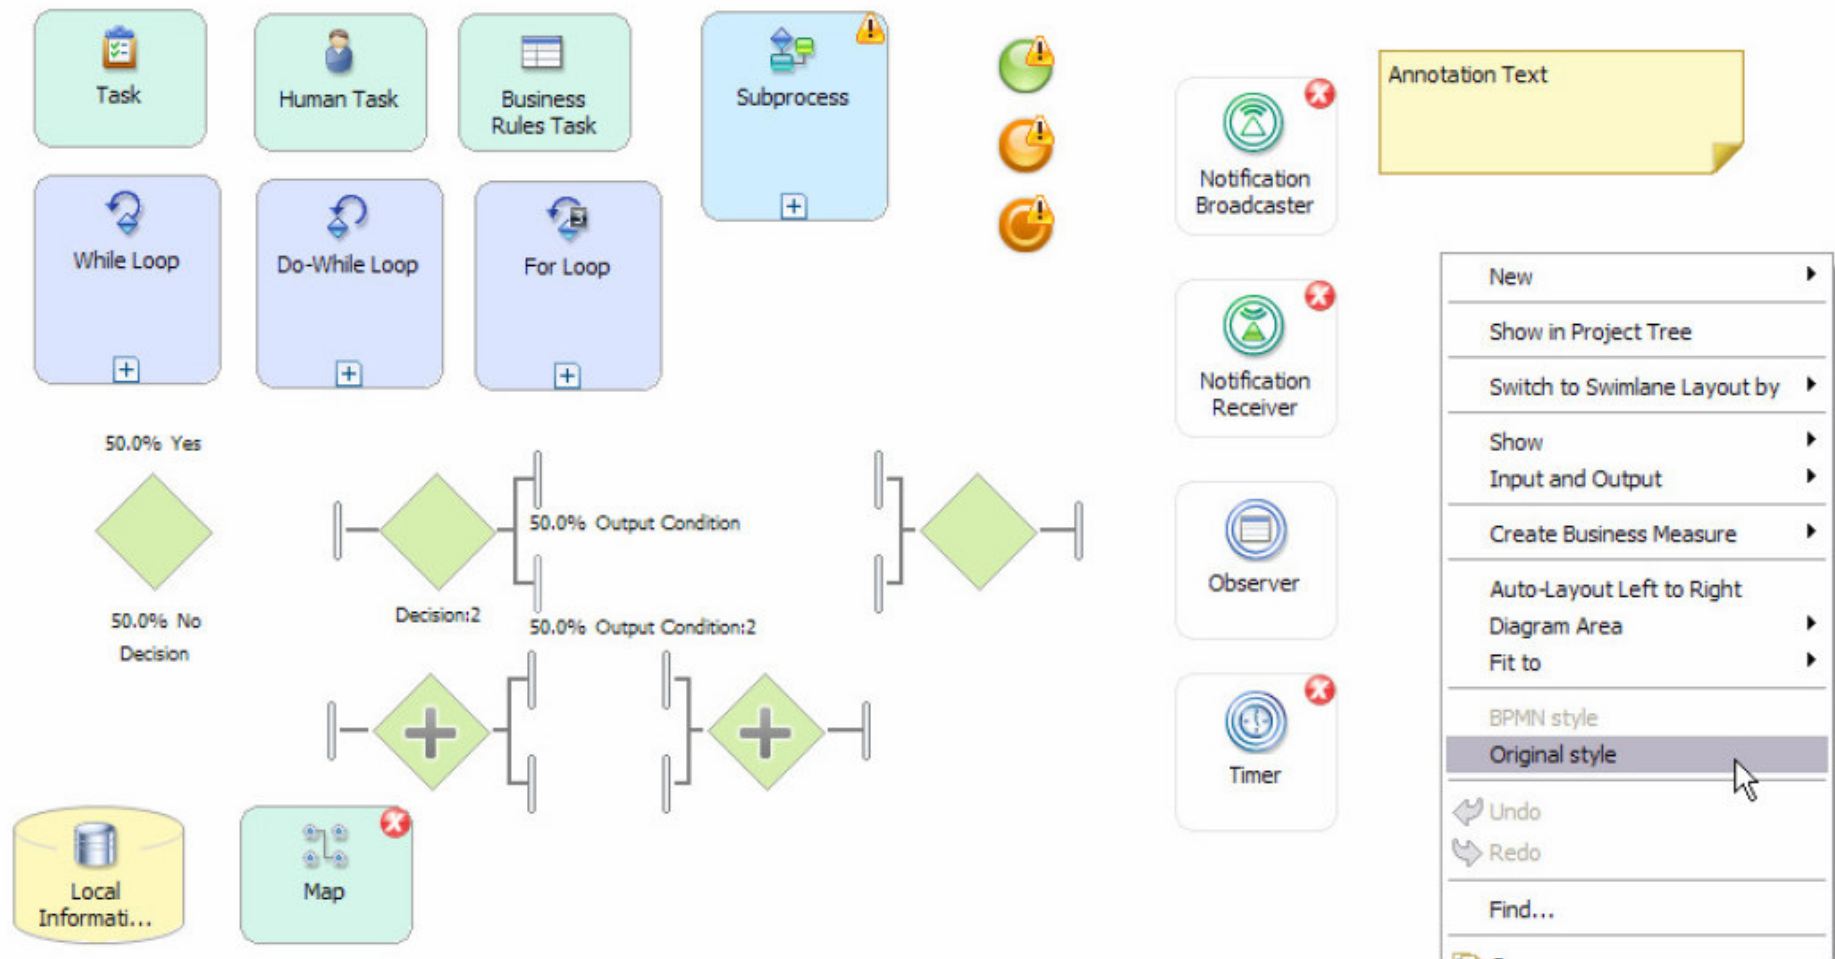 Task
Human Task
Business
Rules Task
Subprocess
Notification
Broadcaster
Annotation Text
While Loop
Do-While Loop
For Loop
Notification
Receiver
50.0% Yes
50.0% No
Decision
50.0% Output Condition
Decision:2
50.0% Output Condition:2
Observer
Timer
Local
Informati...
Map
New
Show in Project Tree
Switch to Swimlane Layout by
Show
Input and Output
Create Business Measure
Auto-Layout Left to Right
Diagram Area
Fit to
BPMN style
Original style
Undo
Redo
Find...